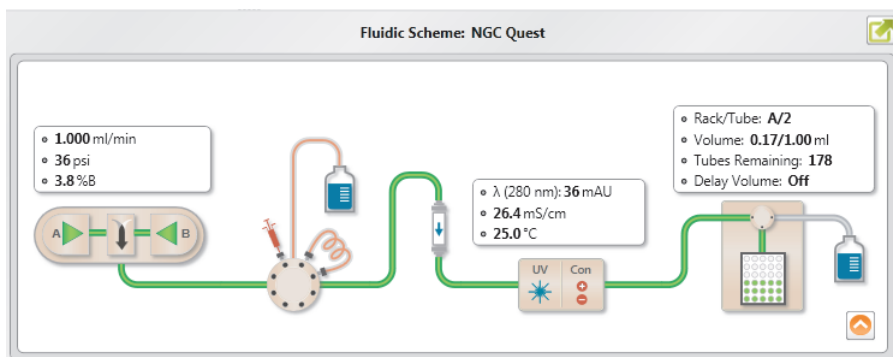 Fluidic Scheme: NGC Quest
1.000 ml/min
36 psi
3.8 %B
A
B
λ (280 nm): 36 mAU
26.4 mS/cm
25.0 °C
UV
Con
Rack/Tube: A/2
Volume: 0.17/1.00 ml
Tubes Remaining: 178
Delay Volume: Off